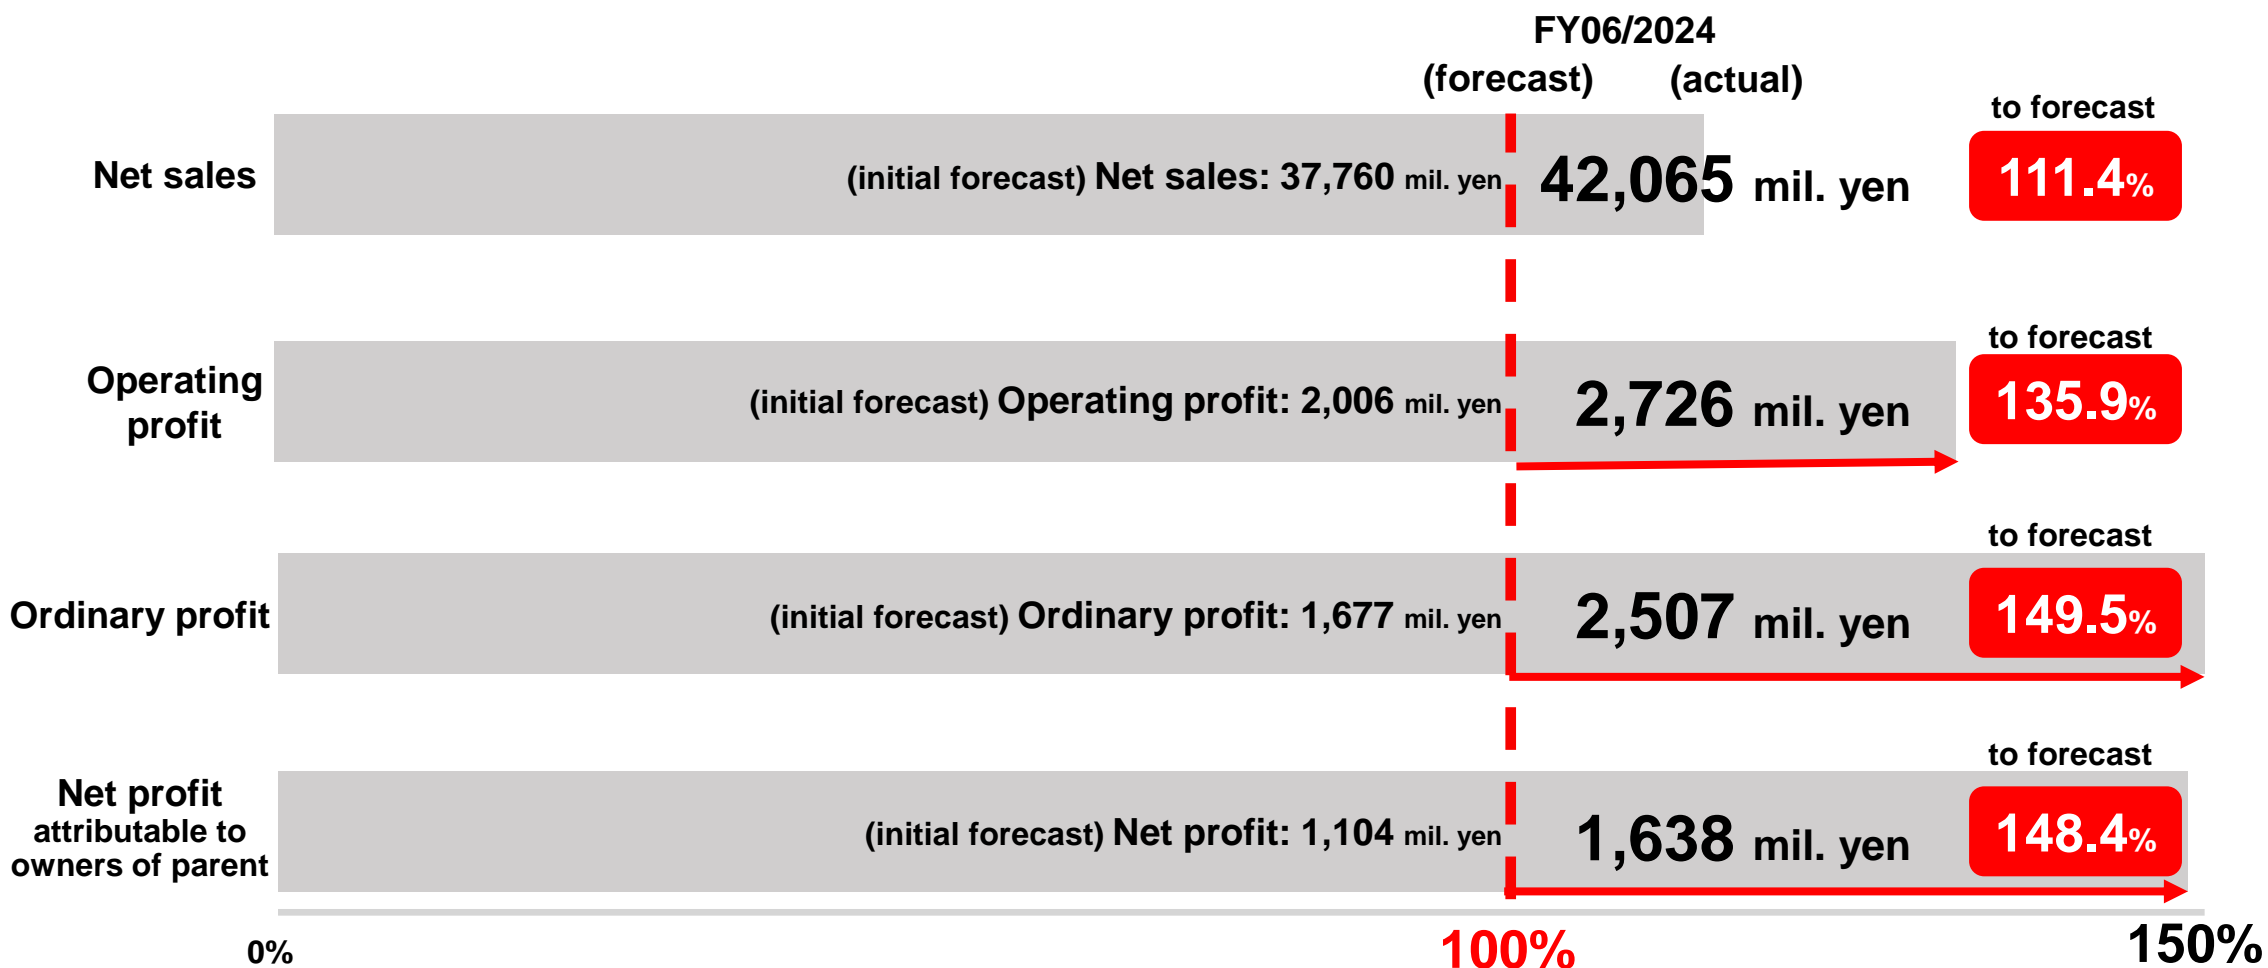 FY06/2024
(forecast) (actual)
to forecast
Net sales (initial forecast) Net sales: 37,760 mil. yen 42,065 mil. yen 111.4%
to forecast
Operating
profit
(initial forecast) Operating profit: 2,006 mil. yen 2,726 mil. yen 135.9%
to forecast
Ordinary profit (initial forecast) Ordinary profit: 1,677 mil. yen 2,507 mil. yen 149.5%
to forecast
Net profit
attributable to
owners of parent
(initial forecast) Net profit: 1,104 mil. yen 1,638 mil. yen 148.4%
0% 100% 150%